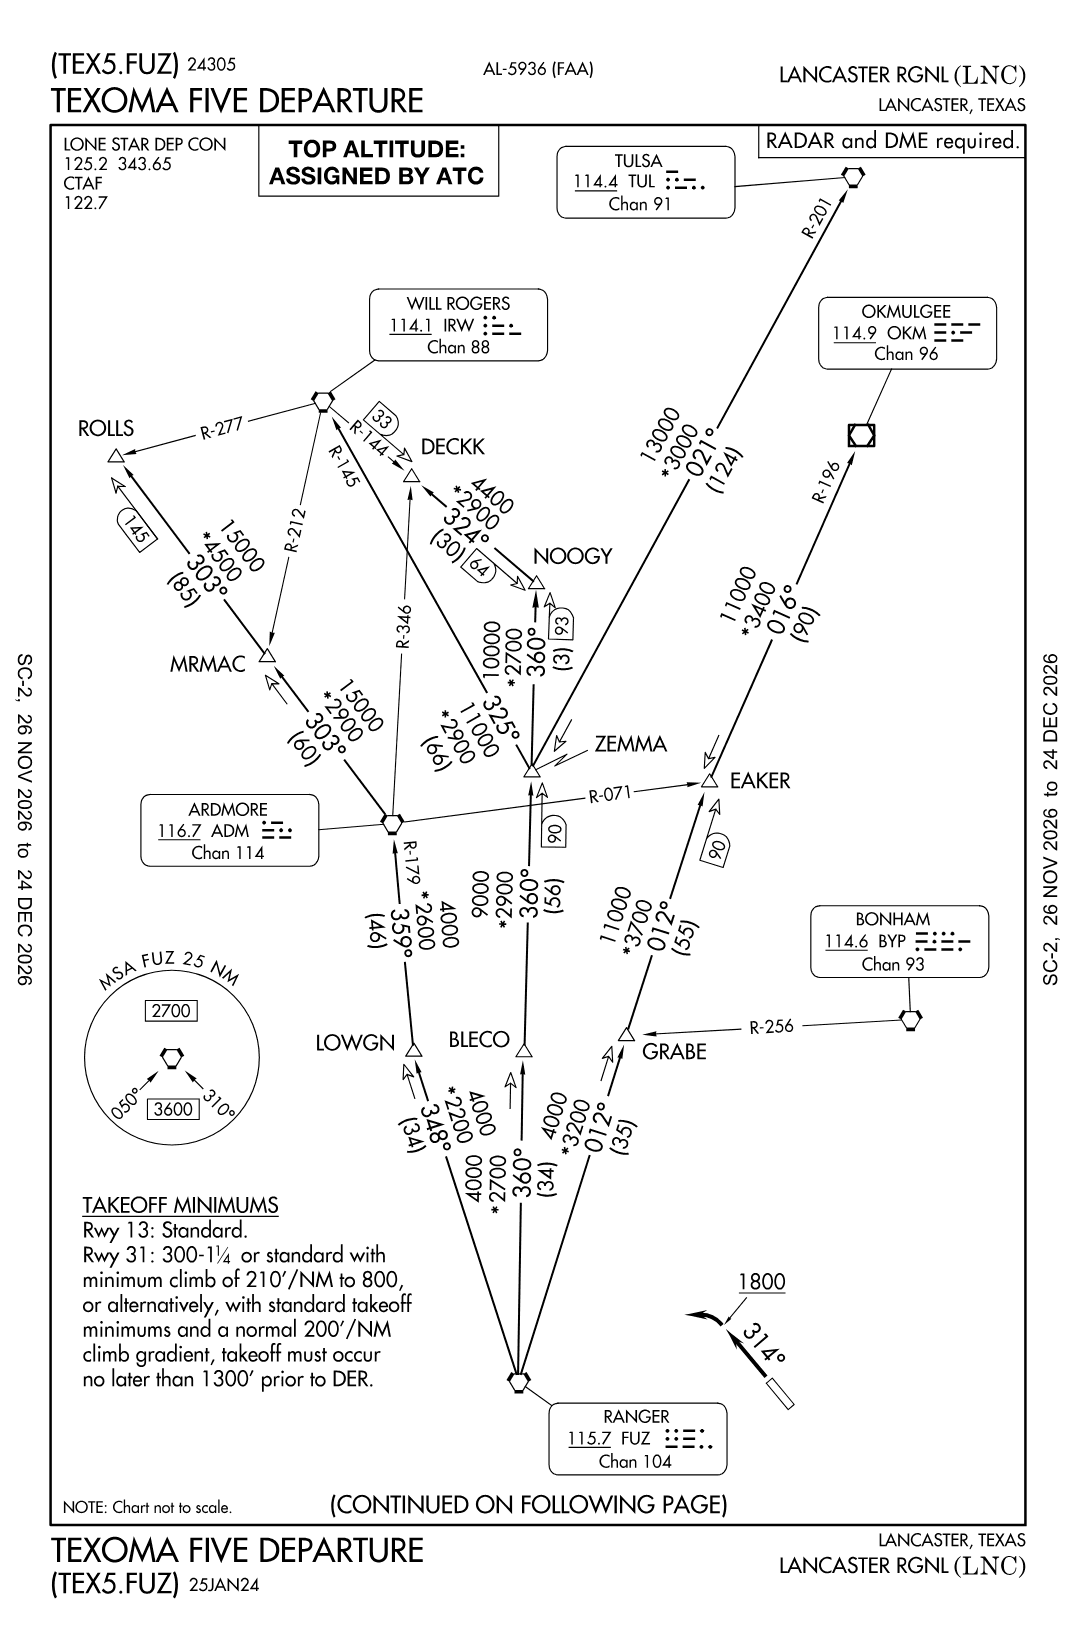 (TEX5.FUZ) 24305
AL-5936 (FAA)
LANCASTER RGNL (LNC)
TEXOMA FIVE DEPARTURE
LANCASTER, TEXAS
LONE STAR DEP CON
125.2 343.65
CTAF
122.7
TOP ALTITUDE:
ASSIGNED BY ATC
RADAR and DME required.
TULSA
114.4 TUL
Chan 91
R-201
WILL ROGERS
114.1 IRW
Chan 88
OKMULGEE
114.9 OKM
Chan 96
ROLLS
R-277
33
R-144
DECKK
R-145
13000
*3000
021°
(124)
R-196
145
15000
*4500
303°
(85)
R-212
4400
*2900
324°
(30)
64
NOOGY
R-346
93
10000
*2700
360°
(3)
11000
*3400
016°
(90)
MRMAC
15000
*2900
303°
(60)
325°
11000
*2900
(66)
ZEMMA
EAKER
R-071
ARDMORE
116.7 ADM
Chan 114
90
90
R-179
4000
*2600
359°
(46)
9000
*2900
360°
(56)
11000
*3700
012°
(55)
BONHAM
114.6 BYP
Chan 93
R-256
MSA FUZ 25 NM
2700
050°
310°
3600
LOWGN
BLECO
GRABE
4000
*2200
348°
(34)
4000
*2700
360°
(34)
4000
*3200
012°
(35)
TAKEOFF MINIMUMS
Rwy 13: Standard.
Rwy 31: 300-1¼ or standard with
minimum climb of 210'/NM to 800,
or alternatively, with standard takeoff
minimums and a normal 200'/NM
climb gradient, takeoff must occur
no later than 1300' prior to DER.
1800
314°
RANGER
115.7 FUZ
Chan 104
NOTE: Chart not to scale.
(CONTINUED ON FOLLOWING PAGE)
TEXOMA FIVE DEPARTURE
(TEX5.FUZ) 25JAN24
LANCASTER, TEXAS
LANCASTER RGNL (LNC)
SC-2, 26 NOV 2026 to 24 DEC 2026
SC-2, 26 NOV 2026 to 24 DEC 2026